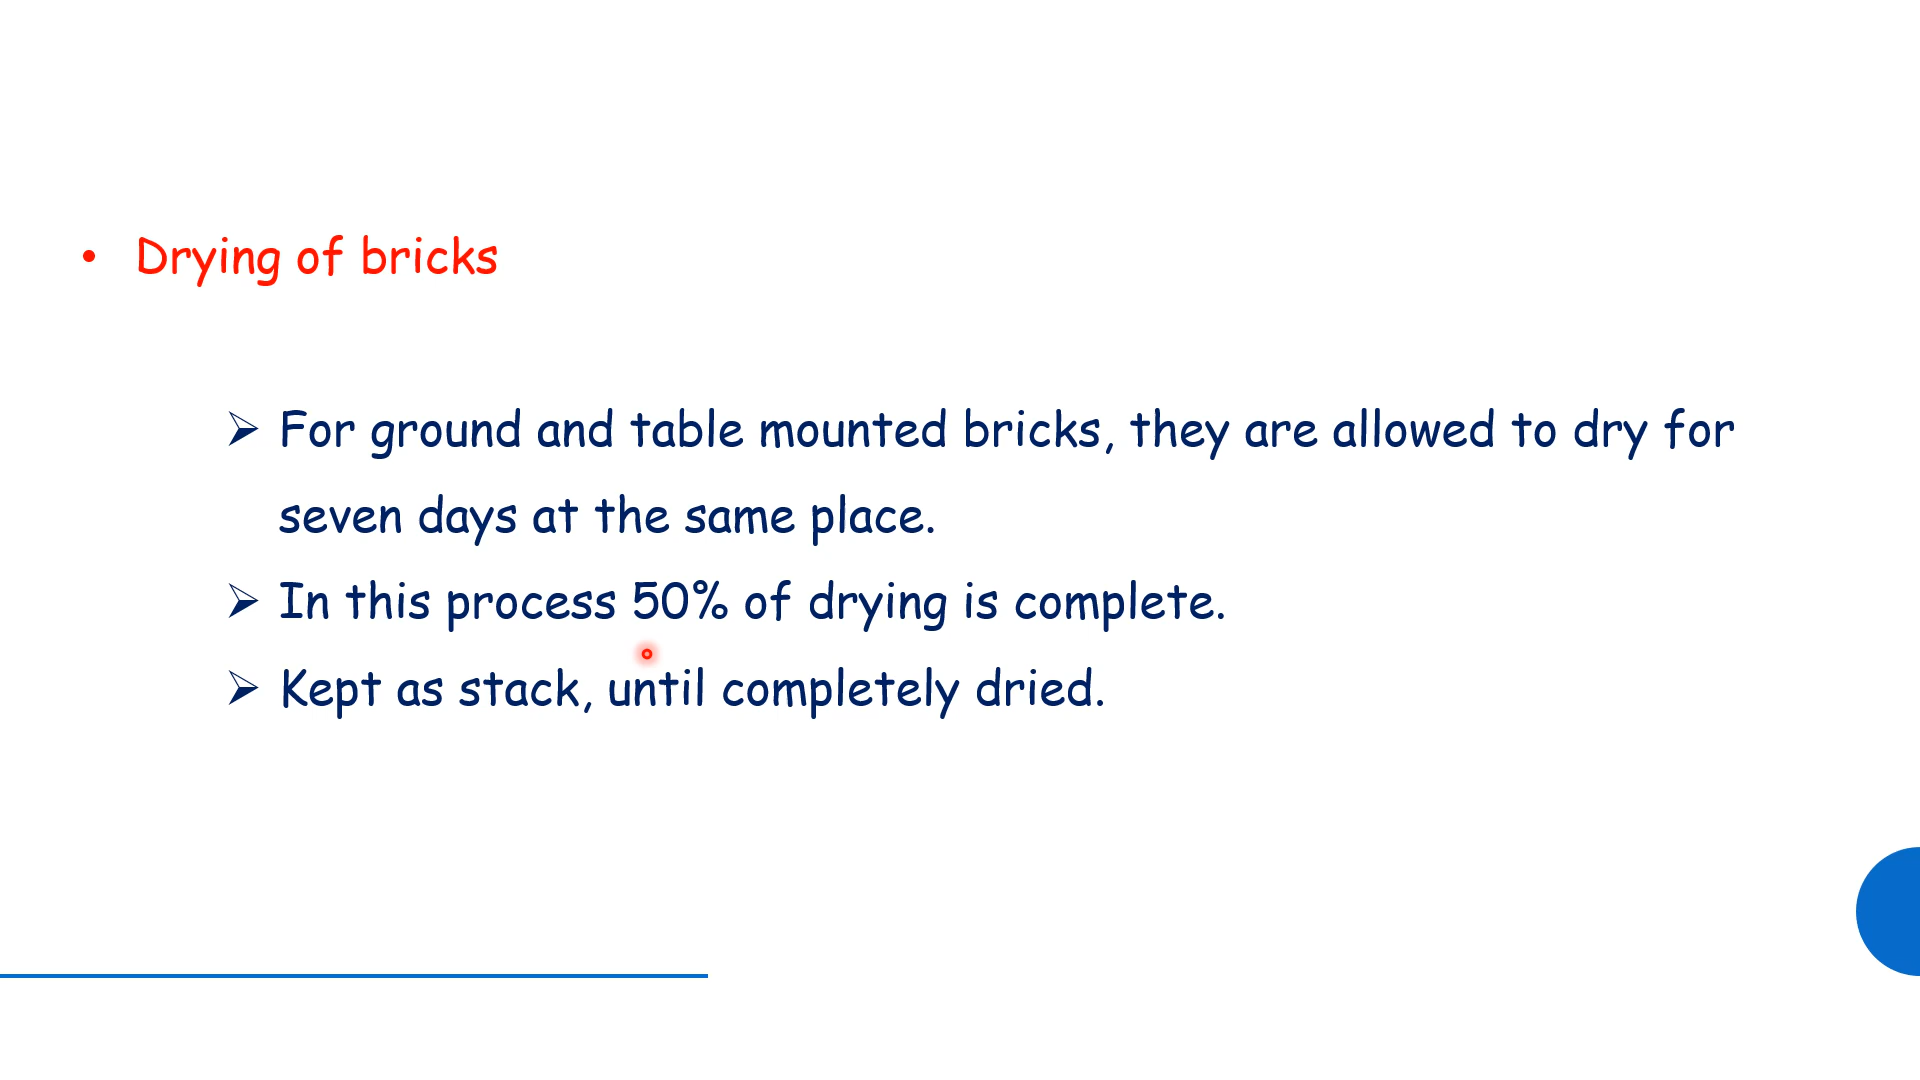 • Drying of bricks
➢ For ground and table mounted bricks, they are allowed to dry for
seven days at the same place.
➢ In this process 50% of drying is complete.
➢ Kept as stack, until completely dried.